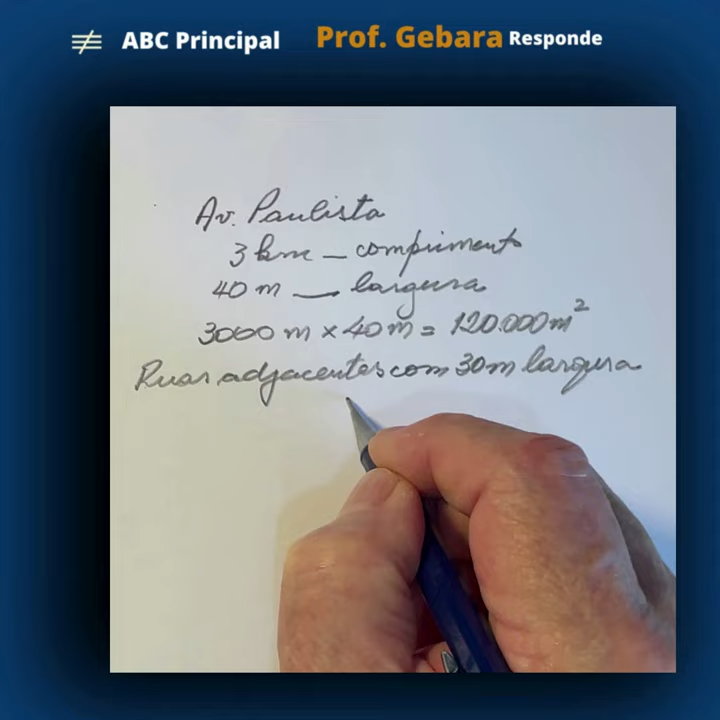 ABC Principal Prof. Gebara Responde
Av. Paulista
3 km – comprimento
40 m — largura
3000 m x 40 m = 120.000 m²
Ruas adjacentes com 30m largura